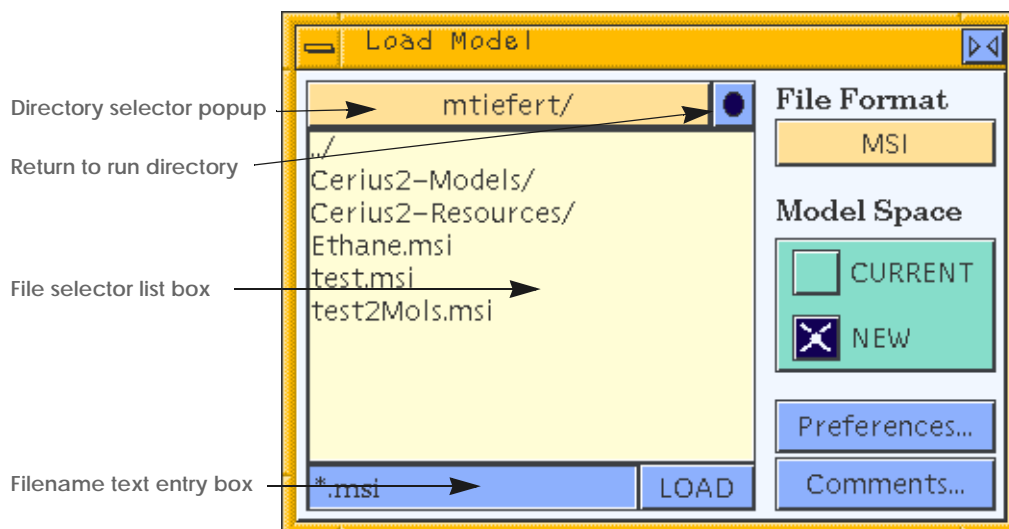 Load Model
Directory selector popup
mtiefert/
File Format
MSI
Return to run directory
../
Cerius2-Models/
Cerius2-Resources/
Ethane.msi
test.msi
test2Mols.msi
Model Space
CURRENT
NEW
File selector list box
Preferences...
Filename text entry box
*.msi
LOAD
Comments...